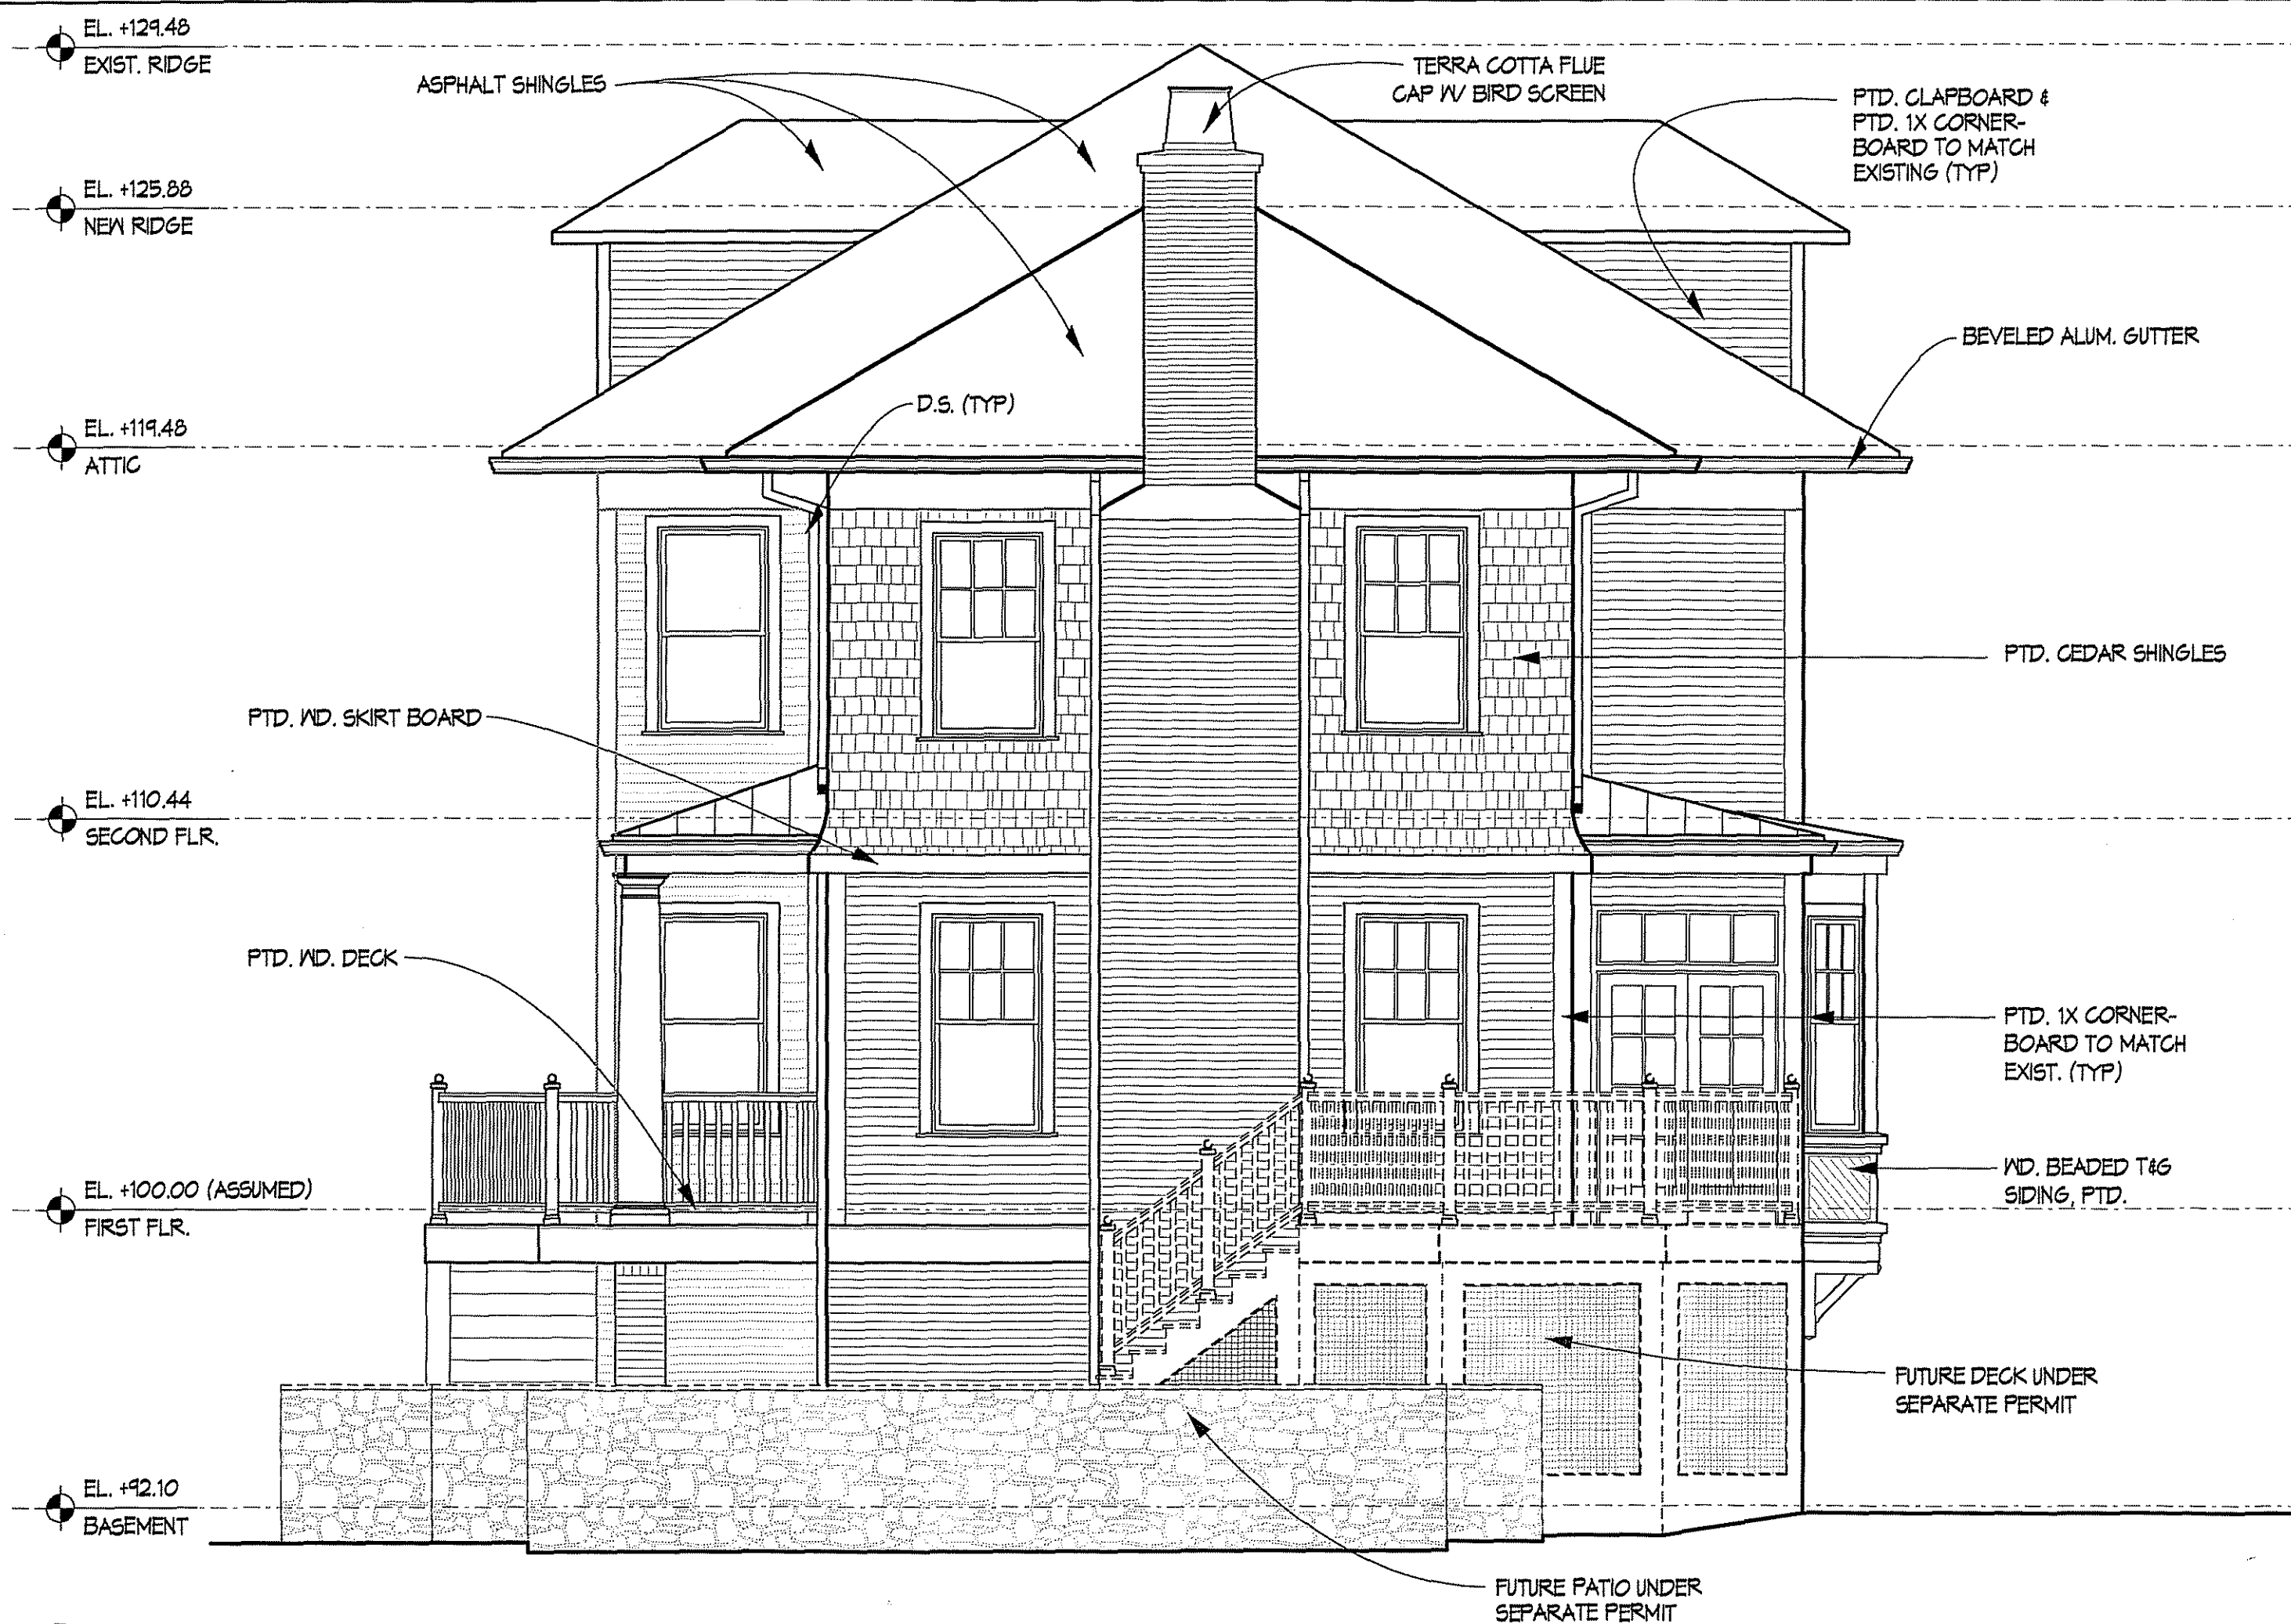 EL. +129.48
EXIST. RIDGE
ASPHALT SHINGLES
TERRA COTTA FLUE
CAP W/ BIRD SCREEN
PTD. CLAPBOARD &
PTD. 1X CORNER-
BOARD TO MATCH
EXISTING (TYP)
EL. +125.88
NEW RIDGE
BEVELED ALUM. GUTTER
D.S. (TYP)
EL. +119.48
ATTIC
PTD. CEDAR SHINGLES
PTD. WD. SKIRT BOARD
EL. +110.44
SECOND FLR.
PTD. WD. DECK
PTD. 1X CORNER-
BOARD TO MATCH
EXIST. (TYP)
WD. BEADED T&G
SIDING, PTD.
EL. +100.00 (ASSUMED)
FIRST FLR.
FUTURE DECK UNDER
SEPARATE PERMIT
EL. +92.10
BASEMENT
FUTURE PATIO UNDER
SEPARATE PERMIT